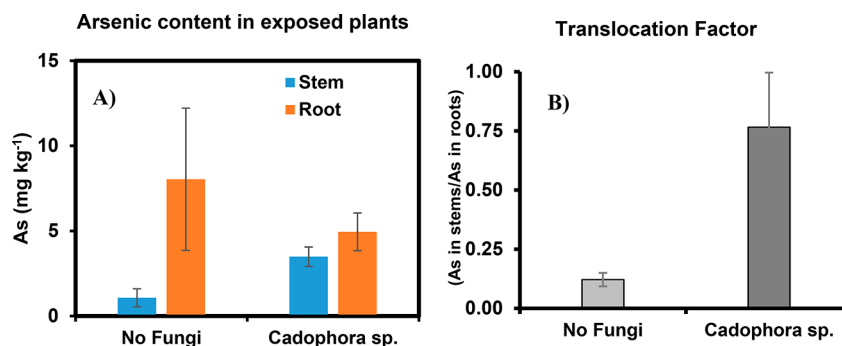 Arsenic content in exposed plants
A)
Stem
Root
As (mg kg⁻¹)
15
10
5
0
No Fungi
Cadophora sp.
Translocation Factor
B)
(As in stems/As in roots)
1.00
0.75
0.50
0.25
0.00
No Fungi
Cadophora sp.